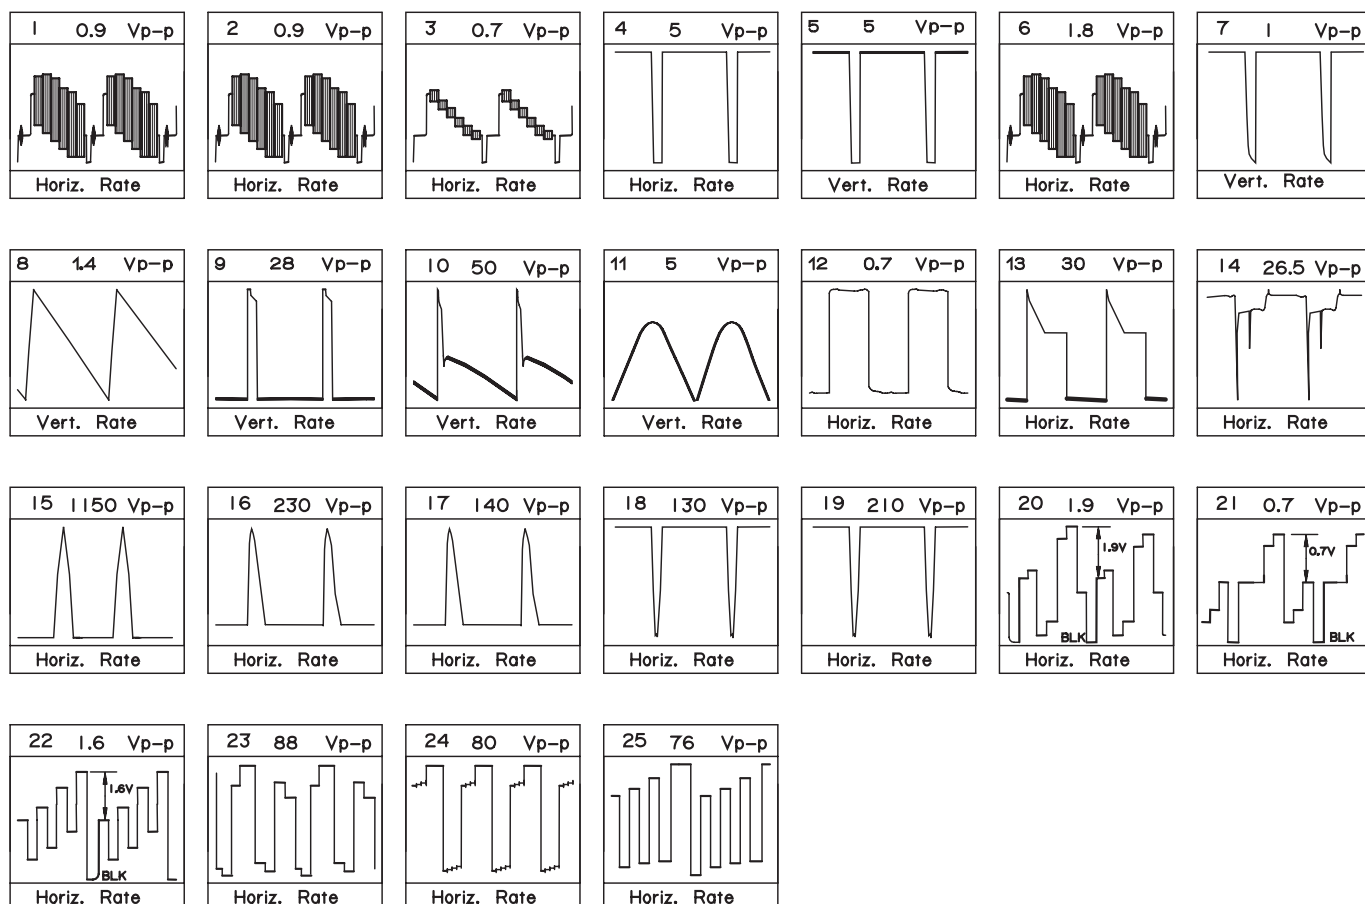 1 0.9 Vp-p
Horiz. Rate
2 0.9 Vp-p
Horiz. Rate
3 0.7 Vp-p
Horiz. Rate
4 5 Vp-p
Horiz. Rate
5 5 Vp-p
Vert. Rate
6 1.8 Vp-p
Horiz. Rate
7 1 Vp-p
Vert. Rate
8 1.4 Vp-p
Vert. Rate
9 28 Vp-p
Vert. Rate
10 50 Vp-p
Vert. Rate
11 5 Vp-p
Vert. Rate
12 0.7 Vp-p
Horiz. Rate
13 30 Vp-p
Horiz. Rate
14 26.5 Vp-p
Horiz. Rate
15 1150 Vp-p
Horiz. Rate
16 230 Vp-p
Horiz. Rate
17 140 Vp-p
Horiz. Rate
18 130 Vp-p
Horiz. Rate
19 210 Vp-p
Horiz. Rate
20 1.9 Vp-p
1.9V
BLK
Horiz. Rate
21 0.7 Vp-p
0.7V
BLK
Horiz. Rate
22 1.6 Vp-p
1.6V
BLK
Horiz. Rate
23 88 Vp-p
Horiz. Rate
24 80 Vp-p
Horiz. Rate
25 76 Vp-p
Horiz. Rate